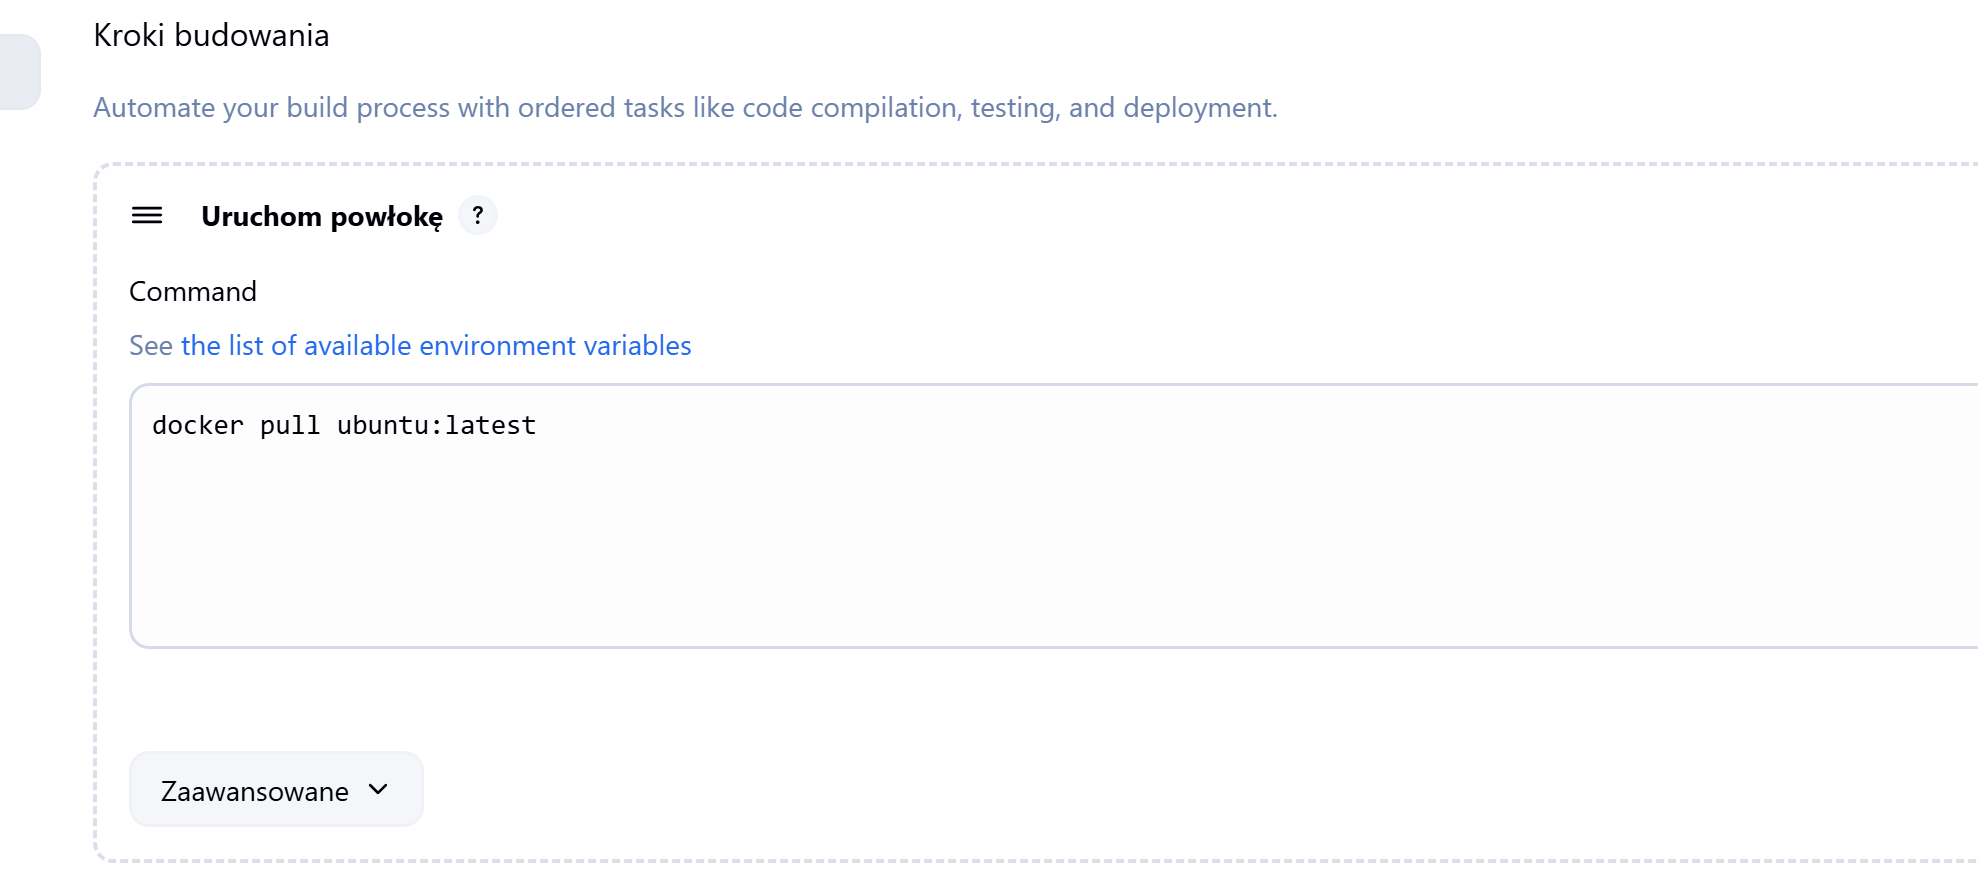 Kroki budowania
Automate your build process with ordered tasks like code compilation, testing, and deployment.
Uruchom powłokę ?
Command
See the list of available environment variables
docker pull ubuntu:latest
Zaawansowane